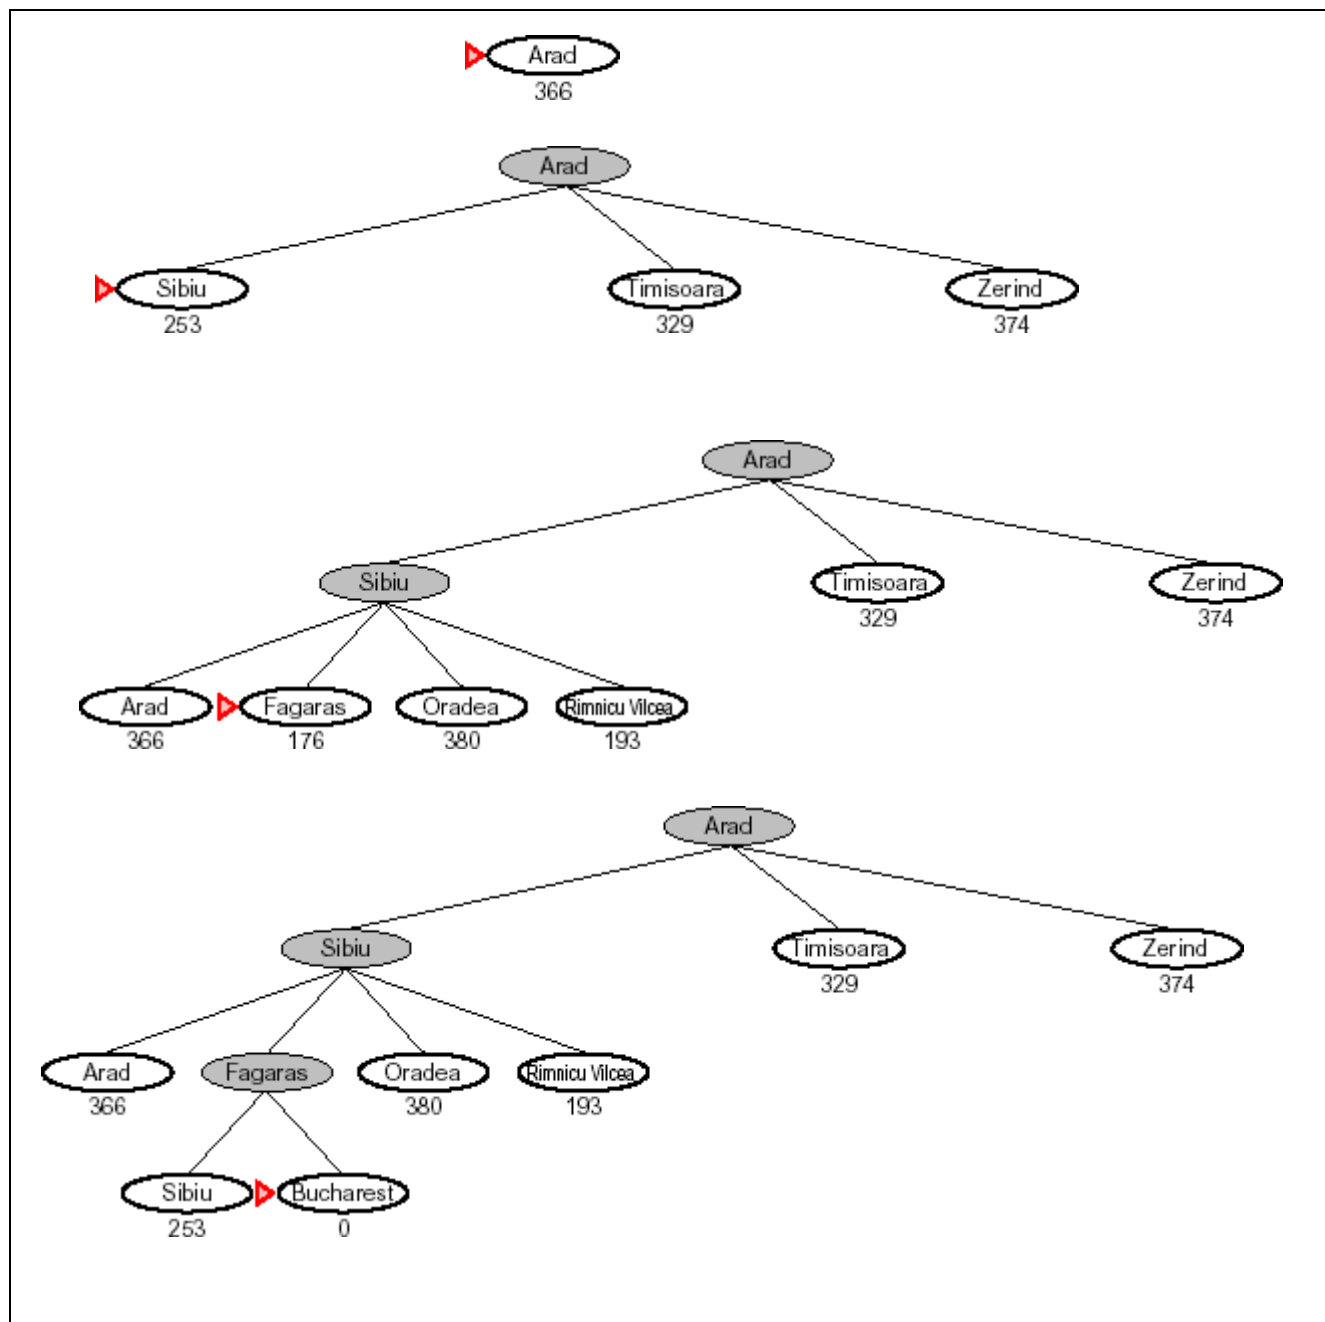 Arad
366
Arad
Sibiu Timisoara Zerind
253 329 374
Arad
Sibiu Timisoara Zerind
329 374
Arad Fagaras Oradea Rimnicu Vilcea
366 176 380 193
Arad
Sibiu Timisoara Zerind
329 374
Arad Fagaras Oradea Rimnicu Vilcea
366 380 193
Sibiu Bucharest
253 0